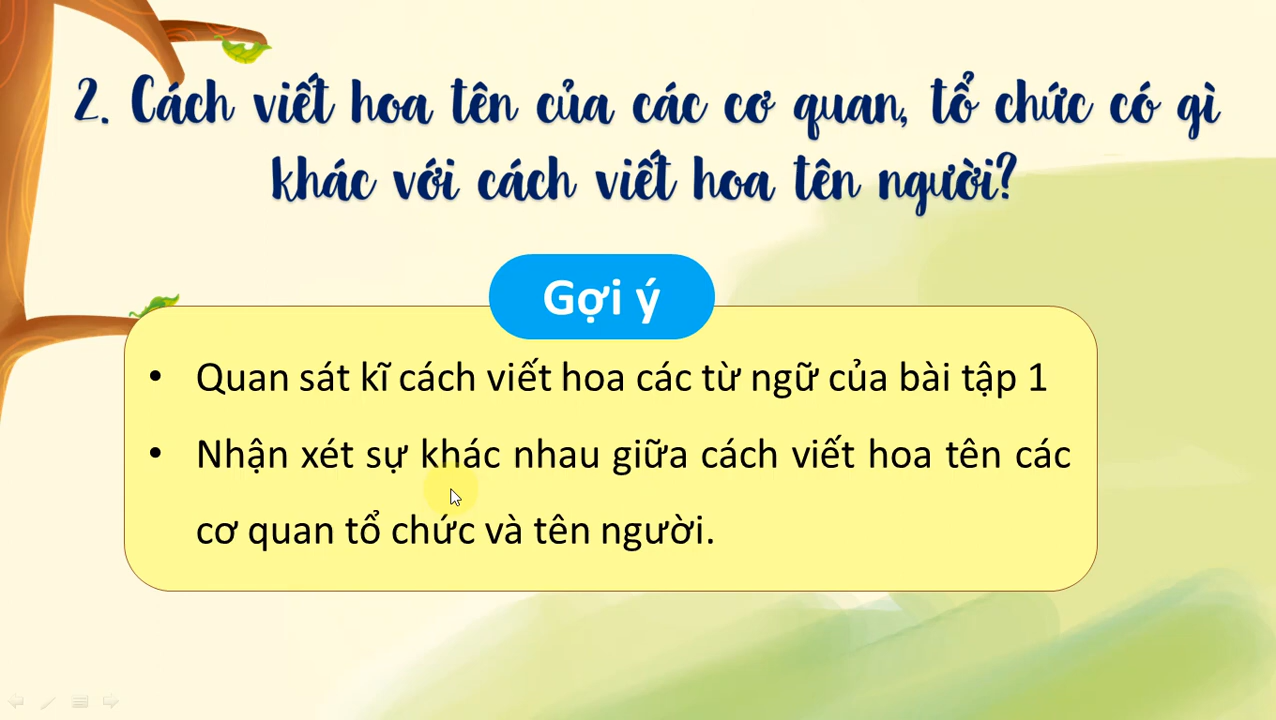 2. Cách viết hoa tên của các cơ quan, tổ chức có gì
khác với cách viết hoa tên người?
Gợi ý
• Quan sát kĩ cách viết hoa các từ ngữ của bài tập 1
• Nhận xét sự khác nhau giữa cách viết hoa tên các
cơ quan tổ chức và tên người.